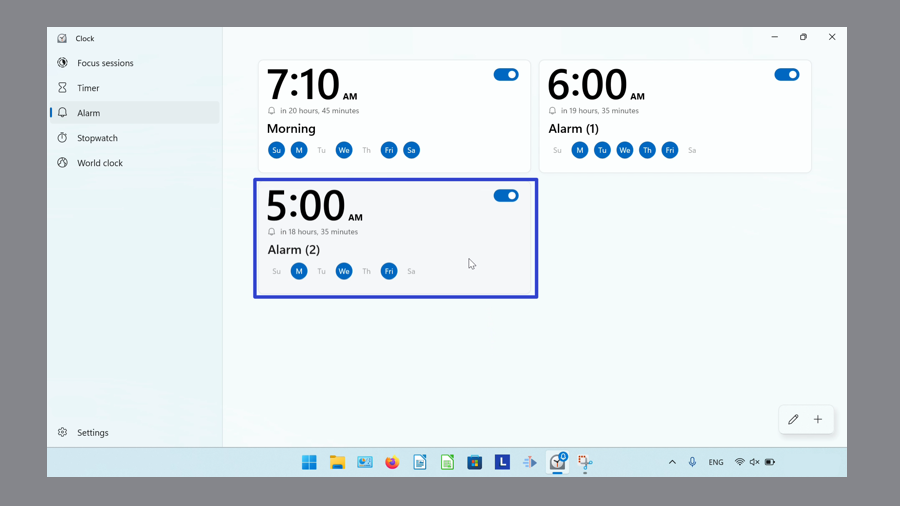 Clock
Focus sessions
Timer
Alarm
Stopwatch
World clock
Settings
7:10 AM
in 20 hours, 45 minutes
Morning
Su M Tu We Th Fri Sa
6:00 AM
in 19 hours, 35 minutes
Alarm (1)
Su M Tu We Th Fri Sa
5:00 AM
in 18 hours, 35 minutes
Alarm (2)
Su M Tu We Th Fri Sa
L
ENG